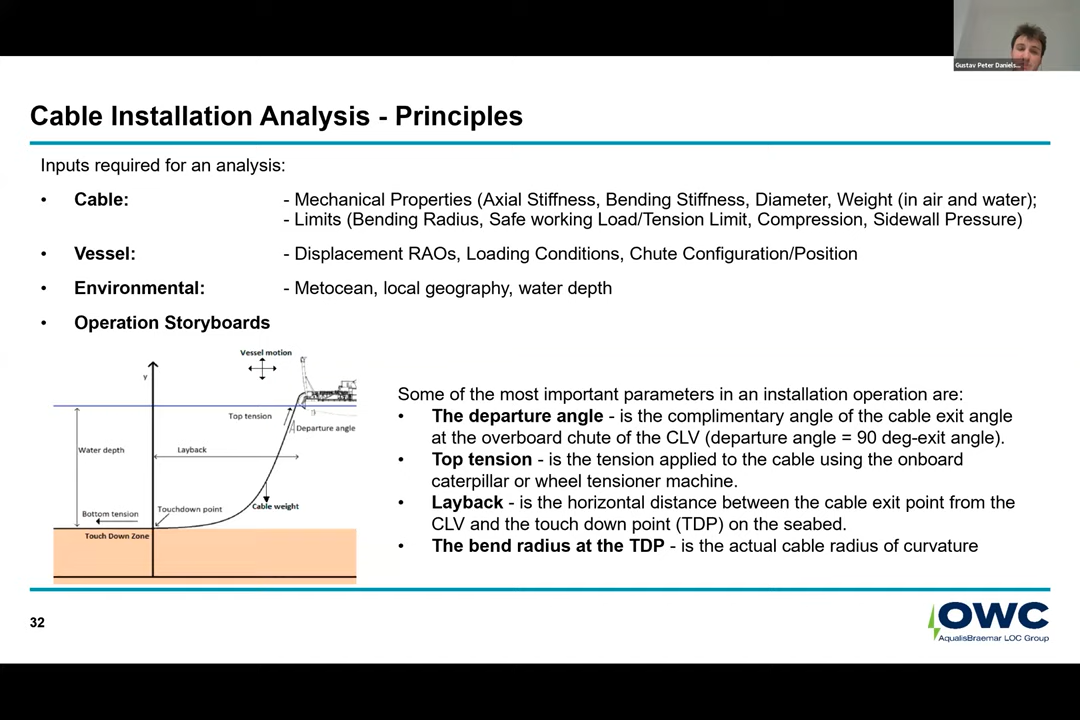 Gustav Peter Daniels...
Cable Installation Analysis - Principles
Inputs required for an analysis:
• Cable: - Mechanical Properties (Axial Stiffness, Bending Stiffness, Diameter, Weight (in air and water);
- Limits (Bending Radius, Safe working Load/Tension Limit, Compression, Sidewall Pressure)
• Vessel: - Displacement RAOs, Loading Conditions, Chute Configuration/Position
• Environmental: - Metocean, local geography, water depth
• Operation Storyboards
Vessel motion
y
Top tension
Departure angle
Water depth
Layback
Cable weight
Touchdown point
Bottom tension
Touch Down Zone
Some of the most important parameters in an installation operation are:
• The departure angle - is the complimentary angle of the cable exit angle
at the overboard chute of the CLV (departure angle = 90 deg-exit angle).
• Top tension - is the tension applied to the cable using the onboard
caterpillar or wheel tensioner machine.
• Layback - is the horizontal distance between the cable exit point from the
CLV and the touch down point (TDP) on the seabed.
• The bend radius at the TDP - is the actual cable radius of curvature
32
OWC
AqualisBraemar LOC Group